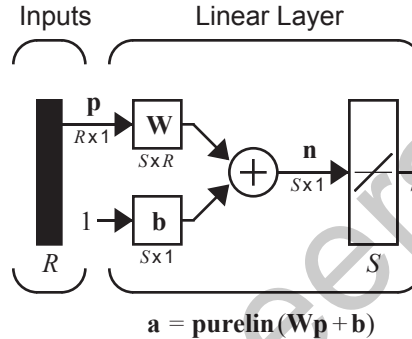 Inputs Linear Layer
p W n
R x 1 S x R S x 1
1 b
S x 1
R S
a = purelin(Wp + b)